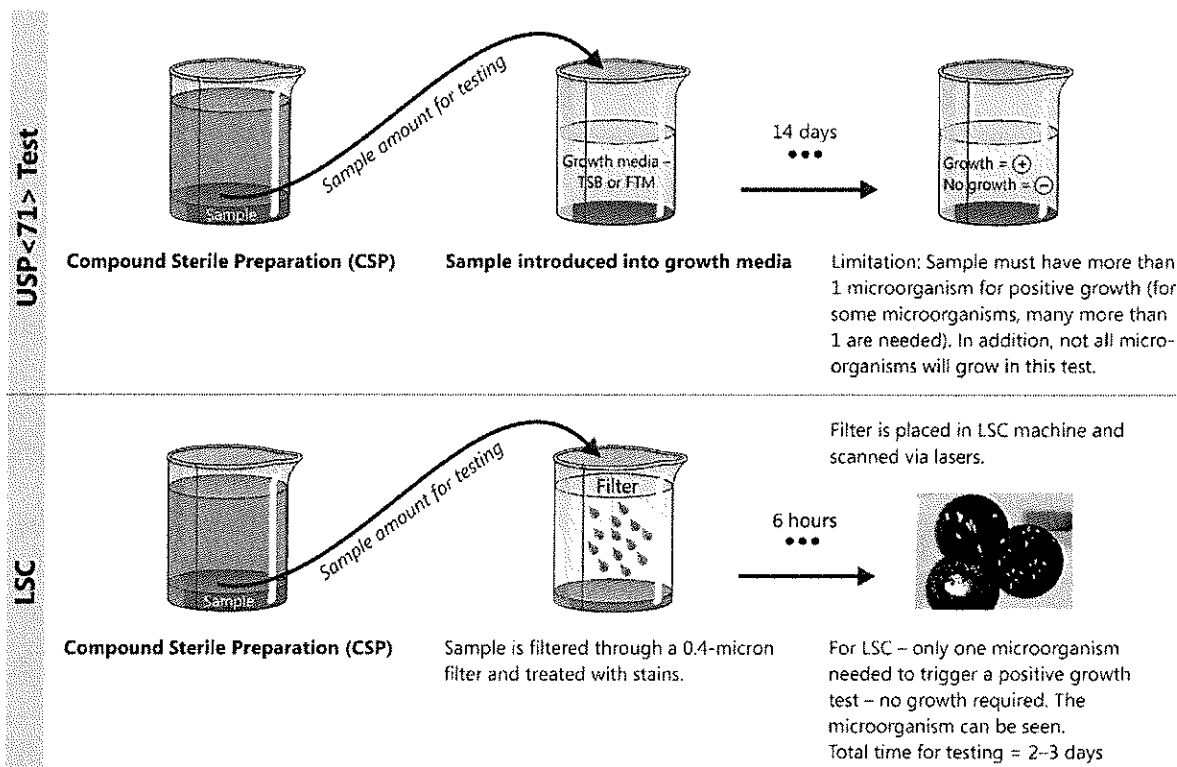 USP<71> Test
Sample amount for testing
Sample
Growth media –
TSB or FTM
14 days
Growth = +
No growth = −
Compound Sterile Preparation (CSP)
Sample introduced into growth media
Limitation: Sample must have more than
1 microorganism for positive growth (for
some microorganisms, many more than
1 are needed). In addition, not all micro-
organisms will grow in this test.
LSC
Sample amount for testing
Sample
Filter
6 hours
Filter is placed in LSC machine and
scanned via lasers.
Compound Sterile Preparation (CSP)
Sample is filtered through a 0.4-micron
filter and treated with stains.
For LSC – only one microorganism
needed to trigger a positive growth
test – no growth required. The
microorganism can be seen.
Total time for testing = 2–3 days